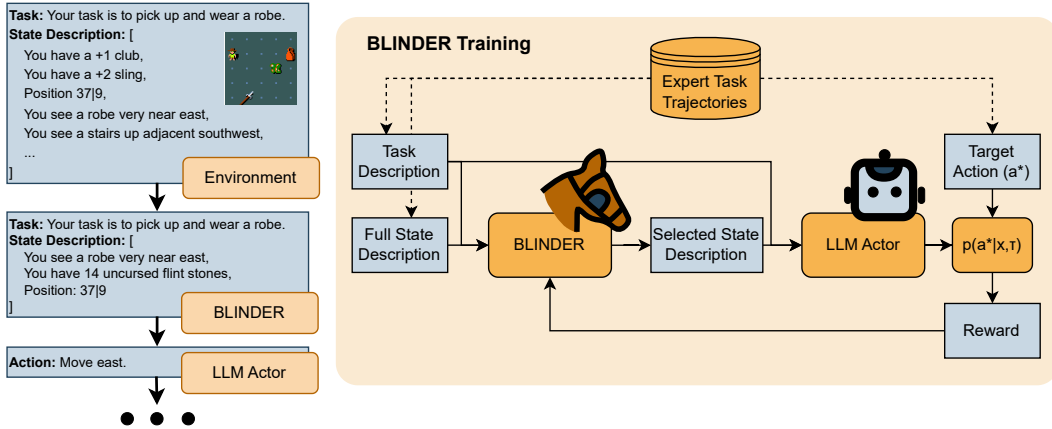 Task: Your task is to pick up and wear a robe.
State Description: [
You have a +1 club,
You have a +2 sling,
Position 37|9,
You see a robe very near east,
You see a stairs up adjacent southwest,
...
]
Environment
Task: Your task is to pick up and wear a robe.
State Description: [
You see a robe very near east,
You have 14 uncursed flint stones,
Position: 37|9
]
BLINDER
Action: Move east.
LLM Actor
BLINDER Training
Expert Task
Trajectories
Task
Description
Target
Action (a*)
Full State
Description
BLINDER
Selected State
Description
LLM Actor
p(a*|x,τ)
Reward